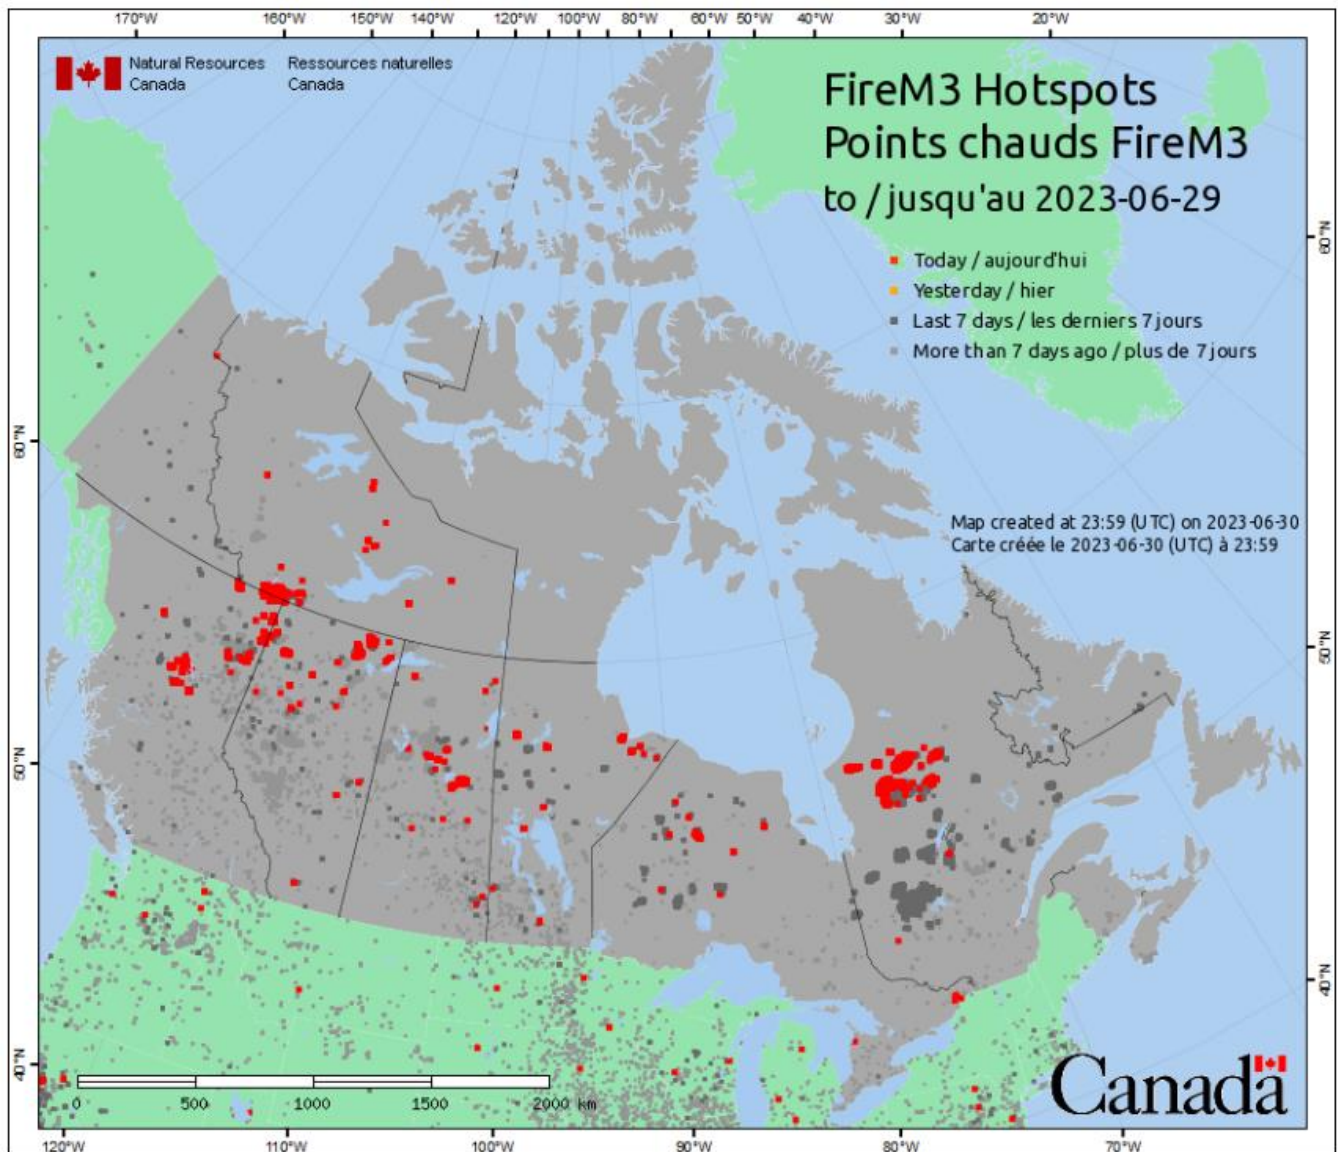 170°W 160°W 150°W 140°W 120°W 100°W 80°W 60°W 50°W 40°W 30°W 20°W
Natural Resources Ressources naturelles
Canada Canada
FireM3 Hotspots
Points chauds FireM3
to / jusqu'au 2023-06-29
60°N
Today / aujourd'hui
Yesterday / hier
Last 7 days / les derniers 7 jours
More than 7 days ago / plus de 7 jours
60°N
Map created at 23:59 (UTC) on 2023-06-30
Carte créée le 2023-06-30 (UTC) à 23:59
50°N
50°N
40°N
40°N
Canada
0 500 1000 1500 2000 km
120°W 110°W 100°W 90°W 80°W 70°W